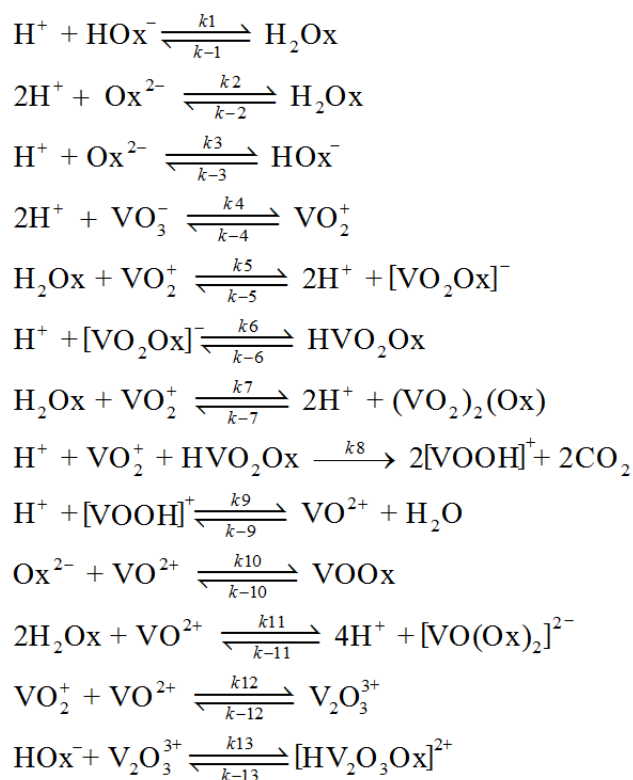 H⁺ + HOx⁻ ⇌ (k1, k−1) H₂Ox
2H⁺ + Ox²⁻ ⇌ (k2, k−2) H₂Ox
H⁺ + Ox²⁻ ⇌ (k3, k−3) HOx⁻
2H⁺ + VO₃⁻ ⇌ (k4, k−4) VO₂⁺
H₂Ox + VO₂⁺ ⇌ (k5, k−5) 2H⁺ + [VO₂Ox]⁻
H⁺ + [VO₂Ox]⁻ ⇌ (k6, k−6) HVO₂Ox
H₂Ox + VO₂⁺ ⇌ (k7, k−7) 2H⁺ + (VO₂)₂(Ox)
H⁺ + VO₂⁺ + HVO₂Ox → (k8) 2[VOOH]⁺ + 2CO₂
H⁺ + [VOOH]⁺ ⇌ (k9, k−9) VO²⁺ + H₂O
Ox²⁻ + VO²⁺ ⇌ (k10, k−10) VOOx
2H₂Ox + VO²⁺ ⇌ (k11, k−11) 4H⁺ + [VO(Ox)₂]²⁻
VO₂⁺ + VO²⁺ ⇌ (k12, k−12) V₂O₃³⁺
HOx⁻ + V₂O₃³⁺ ⇌ (k13, k−13) [HV₂O₃Ox]²⁺